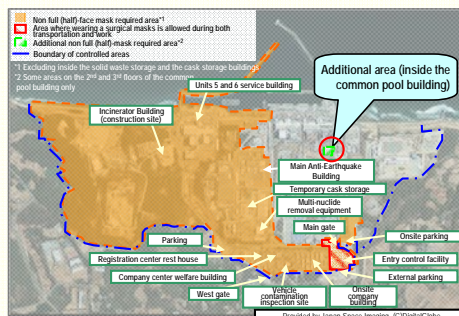 Non full (half)-face mask required area*1
Area where wearing a surgical masks is allowed during both
transportation and work
Additional non full (half)-mask required area*2
Boundary of controlled areas
*1 Excluding inside the solid waste storage and the cask storage buildings
*2 Some areas on the 2nd and 3rd floors of the common
pool building only
Additional area (inside the
common pool building)
Units 5 and 6 service building
Incinerator Building
(construction site)
Main Anti-Earthquake
Building
Temporary cask storage
Multi-nuclide
removal equipment
Main gate
Parking
Onsite parking
Registration center rest house
Entry control facility
Company center welfare building
External parking
West gate
Vehicle
contamination
inspection site
Onsite
company
building
Provided by Japan Space Imaging, (C)DigitalGlobe